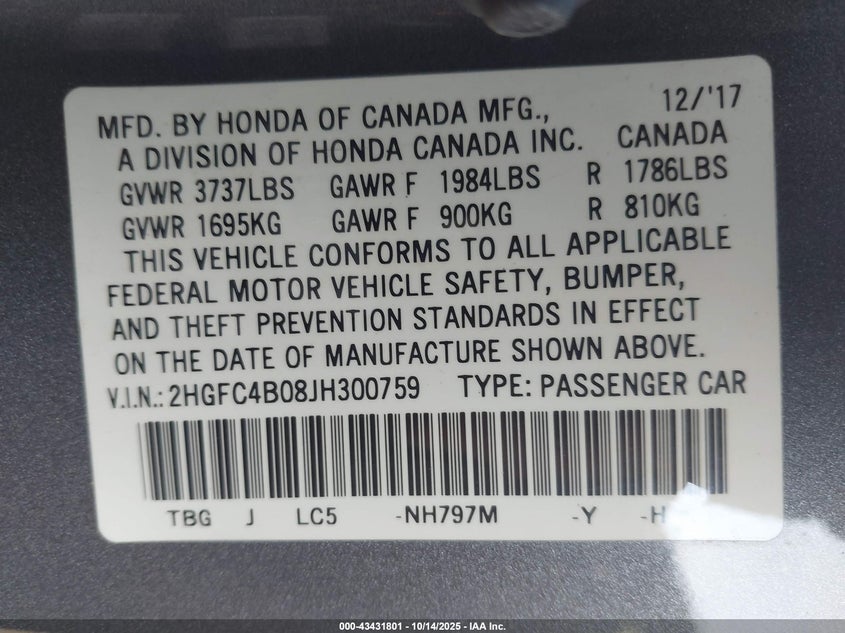 MFD. BY HONDA OF CANADA MFG., 12/'17
A DIVISION OF HONDA CANADA INC. CANADA
GVWR 3737LBS GAWR F 1984LBS R 1786LBS
GVWR 1695KG GAWR F 900KG R 810KG
THIS VEHICLE CONFORMS TO ALL APPLICABLE
FEDERAL MOTOR VEHICLE SAFETY, BUMPER,
AND THEFT PREVENTION STANDARDS IN EFFECT
ON THE DATE OF MANUFACTURE SHOWN ABOVE.
V.I.N.: 2HGFC4B08JH300759 TYPE: PASSENGER CAR
TBG J LC5 -NH797M -Y
000-43431801 - 10/14/2025 - IAA Inc.